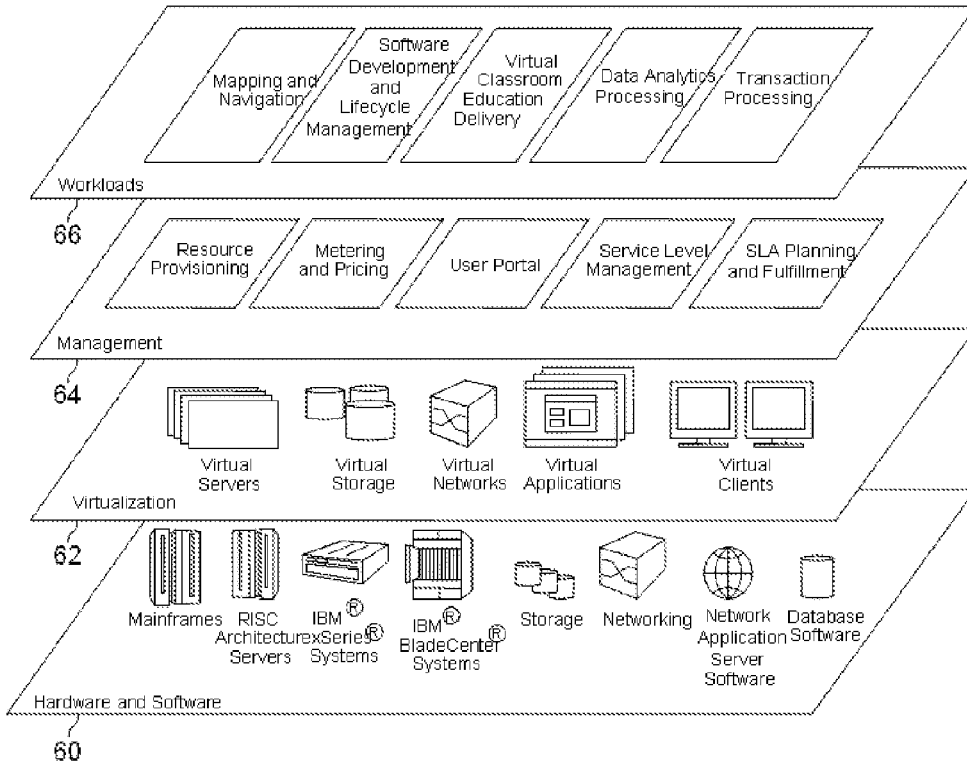 Mapping and
Navigation
Software
Development
and
Lifecycle
Management
Virtual
Classroom
Education
Delivery
Data Analytics
Processing
Transaction
Processing
Workloads
66
Resource
Provisioning
Metering
and Pricing
User Portal
Service Level
Management
SLA Planning
and Fulfillment
Management
64
Virtual
Servers
Virtual
Storage
Virtual
Networks
Virtual
Applications
Virtual
Clients
Virtualization
62
Mainframes
RISC
Architecture
Servers
IBM ®
xSeries ®
Systems
IBM ®
BladeCenter ®
Systems
Storage
Networking
Network
Application
Server
Software
Database
Software
Hardware and Software
60